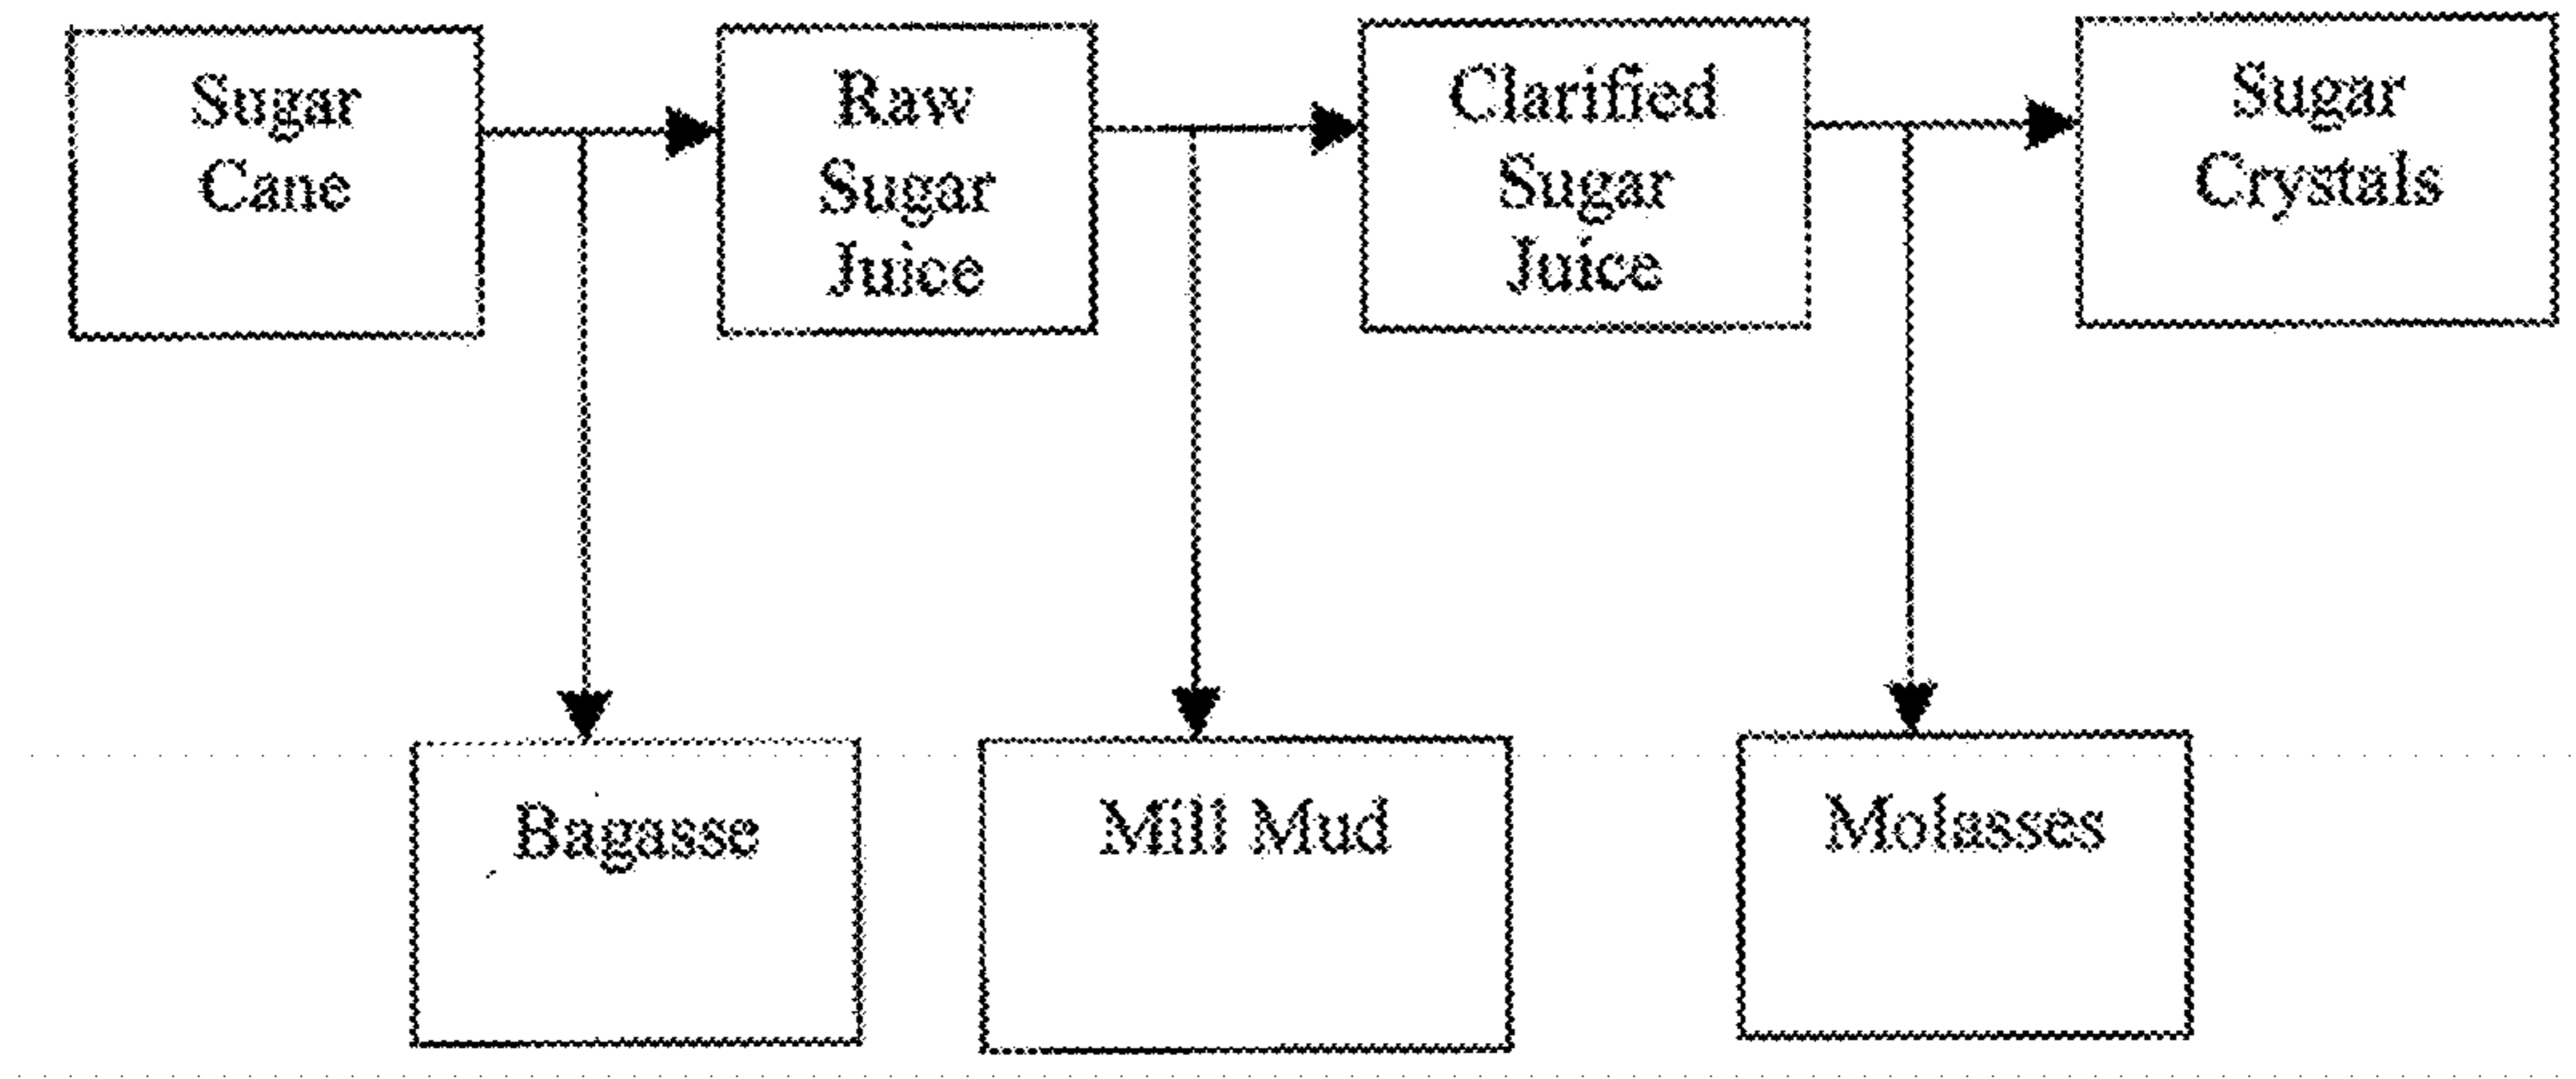 Sugar
Cane
Raw
Sugar
Juice
Clarified
Sugar
Juice
Sugar
Crystals
Bagasse
Mill Mud
Molasses